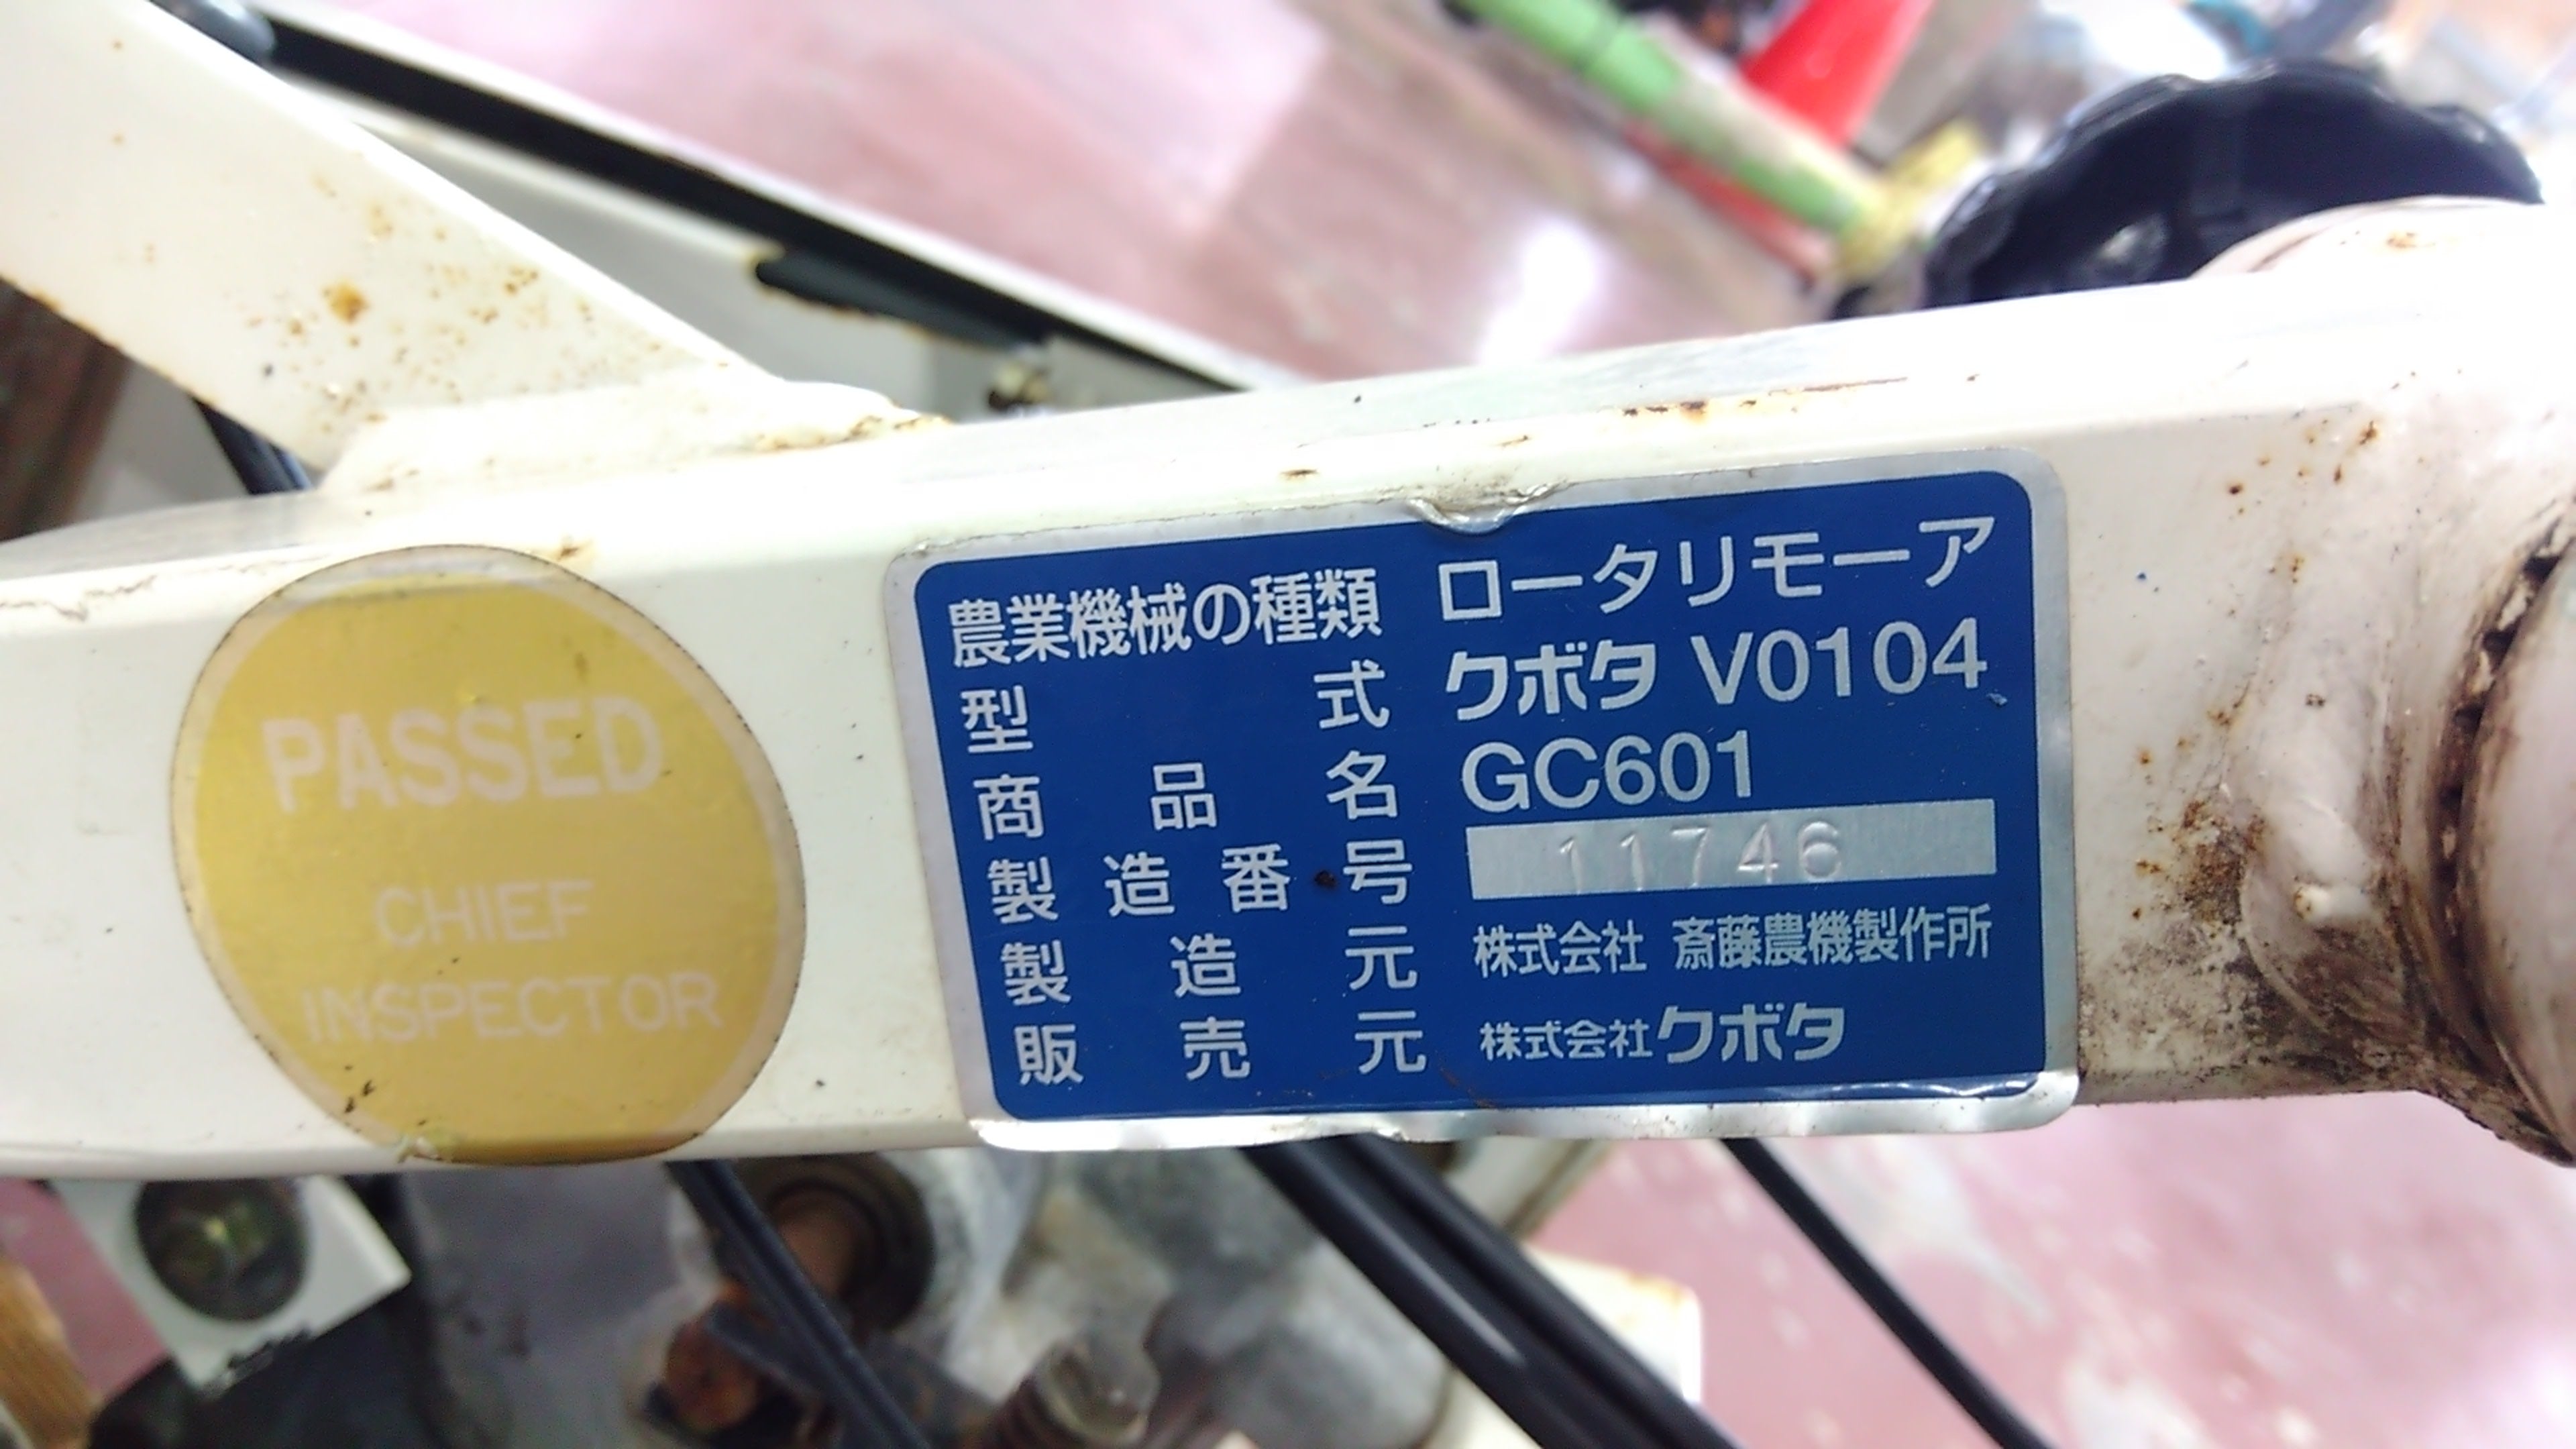 PASSED
CHIEF
INSPECTOR
農業機械の種類 ロータリモーア
型式 クボタ V0104
商品名 GC601
製造番号 11746
製造元 株式会社 斎藤農機製作所
販売元 株式会社クボタ